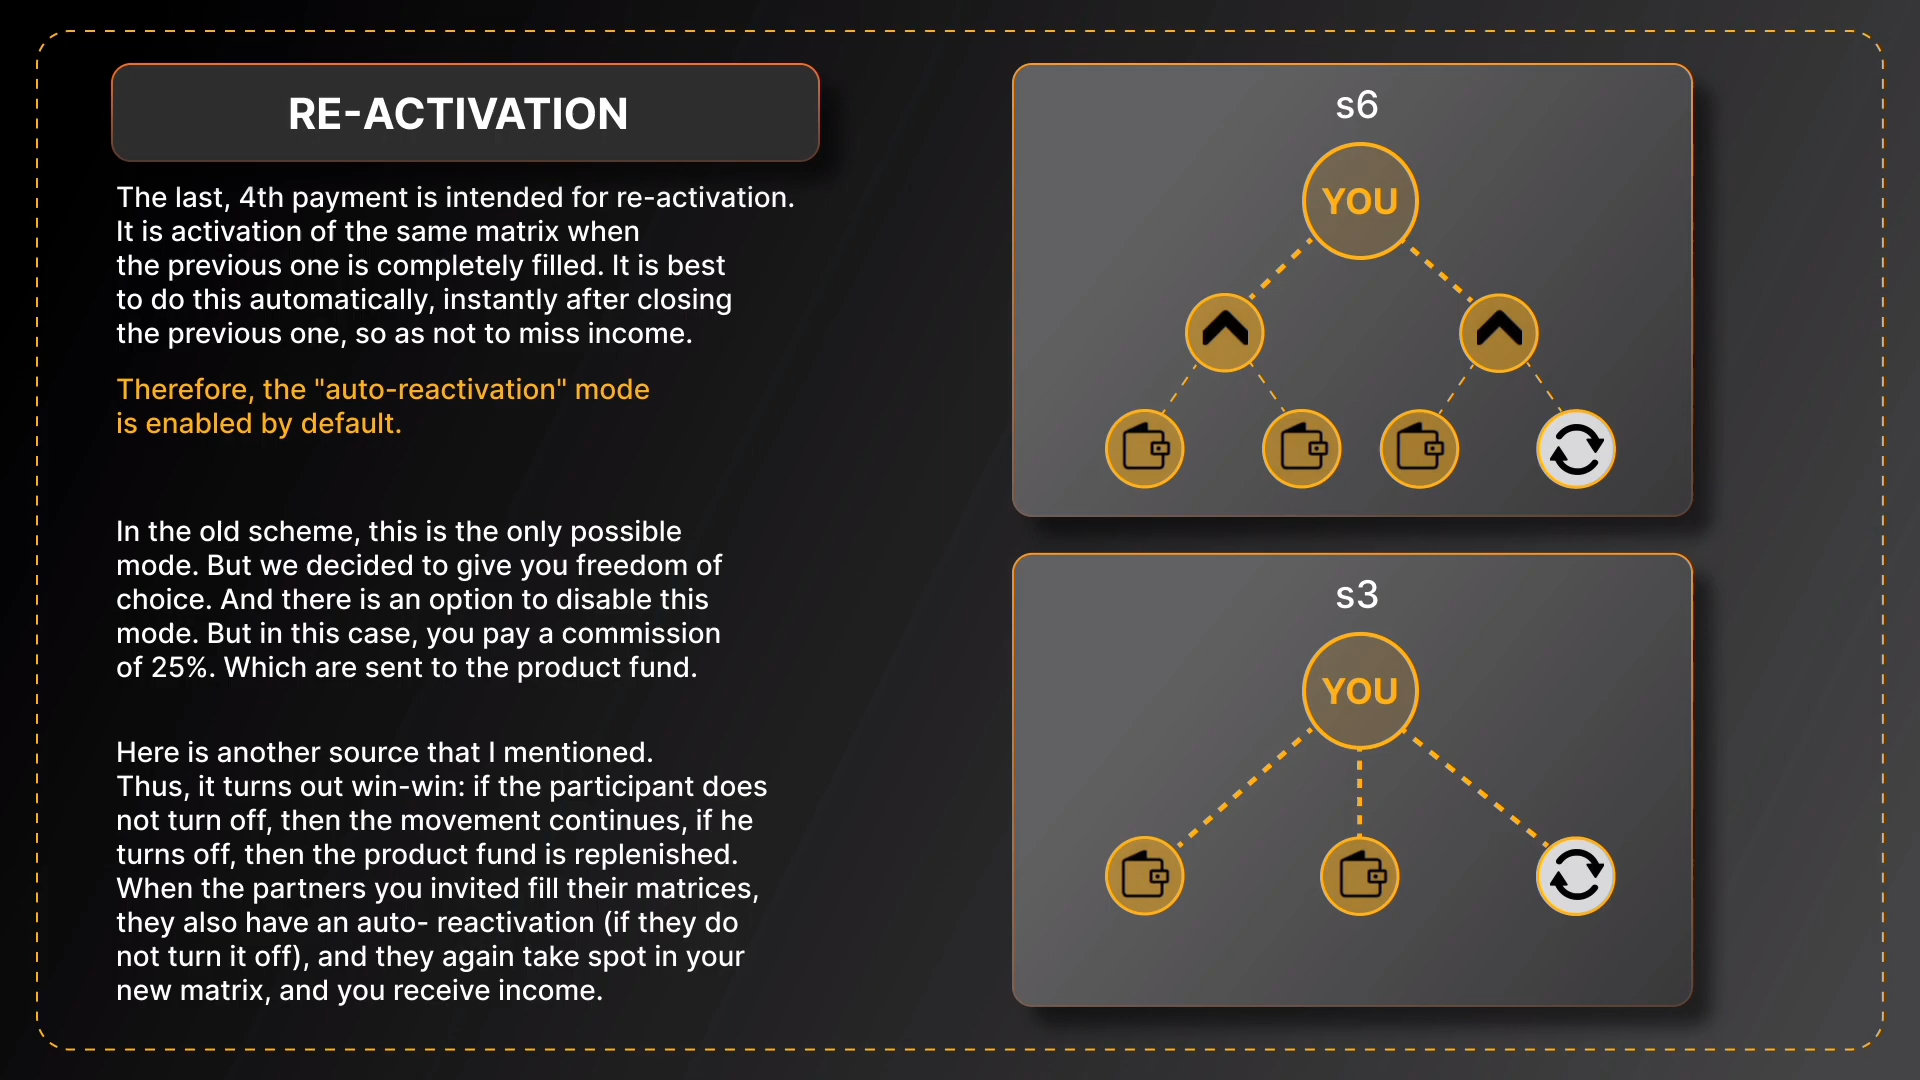 RE-ACTIVATION
The last, 4th payment is intended for re-activation.
It is activation of the same matrix when
the previous one is completely filled. It is best
to do this automatically, instantly after closing
the previous one, so as not to miss income.
Therefore, the "auto-reactivation" mode
is enabled by default.
In the old scheme, this is the only possible
mode. But we decided to give you freedom of
choice. And there is an option to disable this
mode. But in this case, you pay a commission
of 25%. Which are sent to the product fund.
Here is another source that I mentioned.
Thus, it turns out win-win: if the participant does
not turn off, then the movement continues, if he
turns off, then the product fund is replenished.
When the partners you invited fill their matrices,
they also have an auto- reactivation (if they do
not turn it off), and they again take spot in your
new matrix, and you receive income.
s6
YOU
s3
YOU